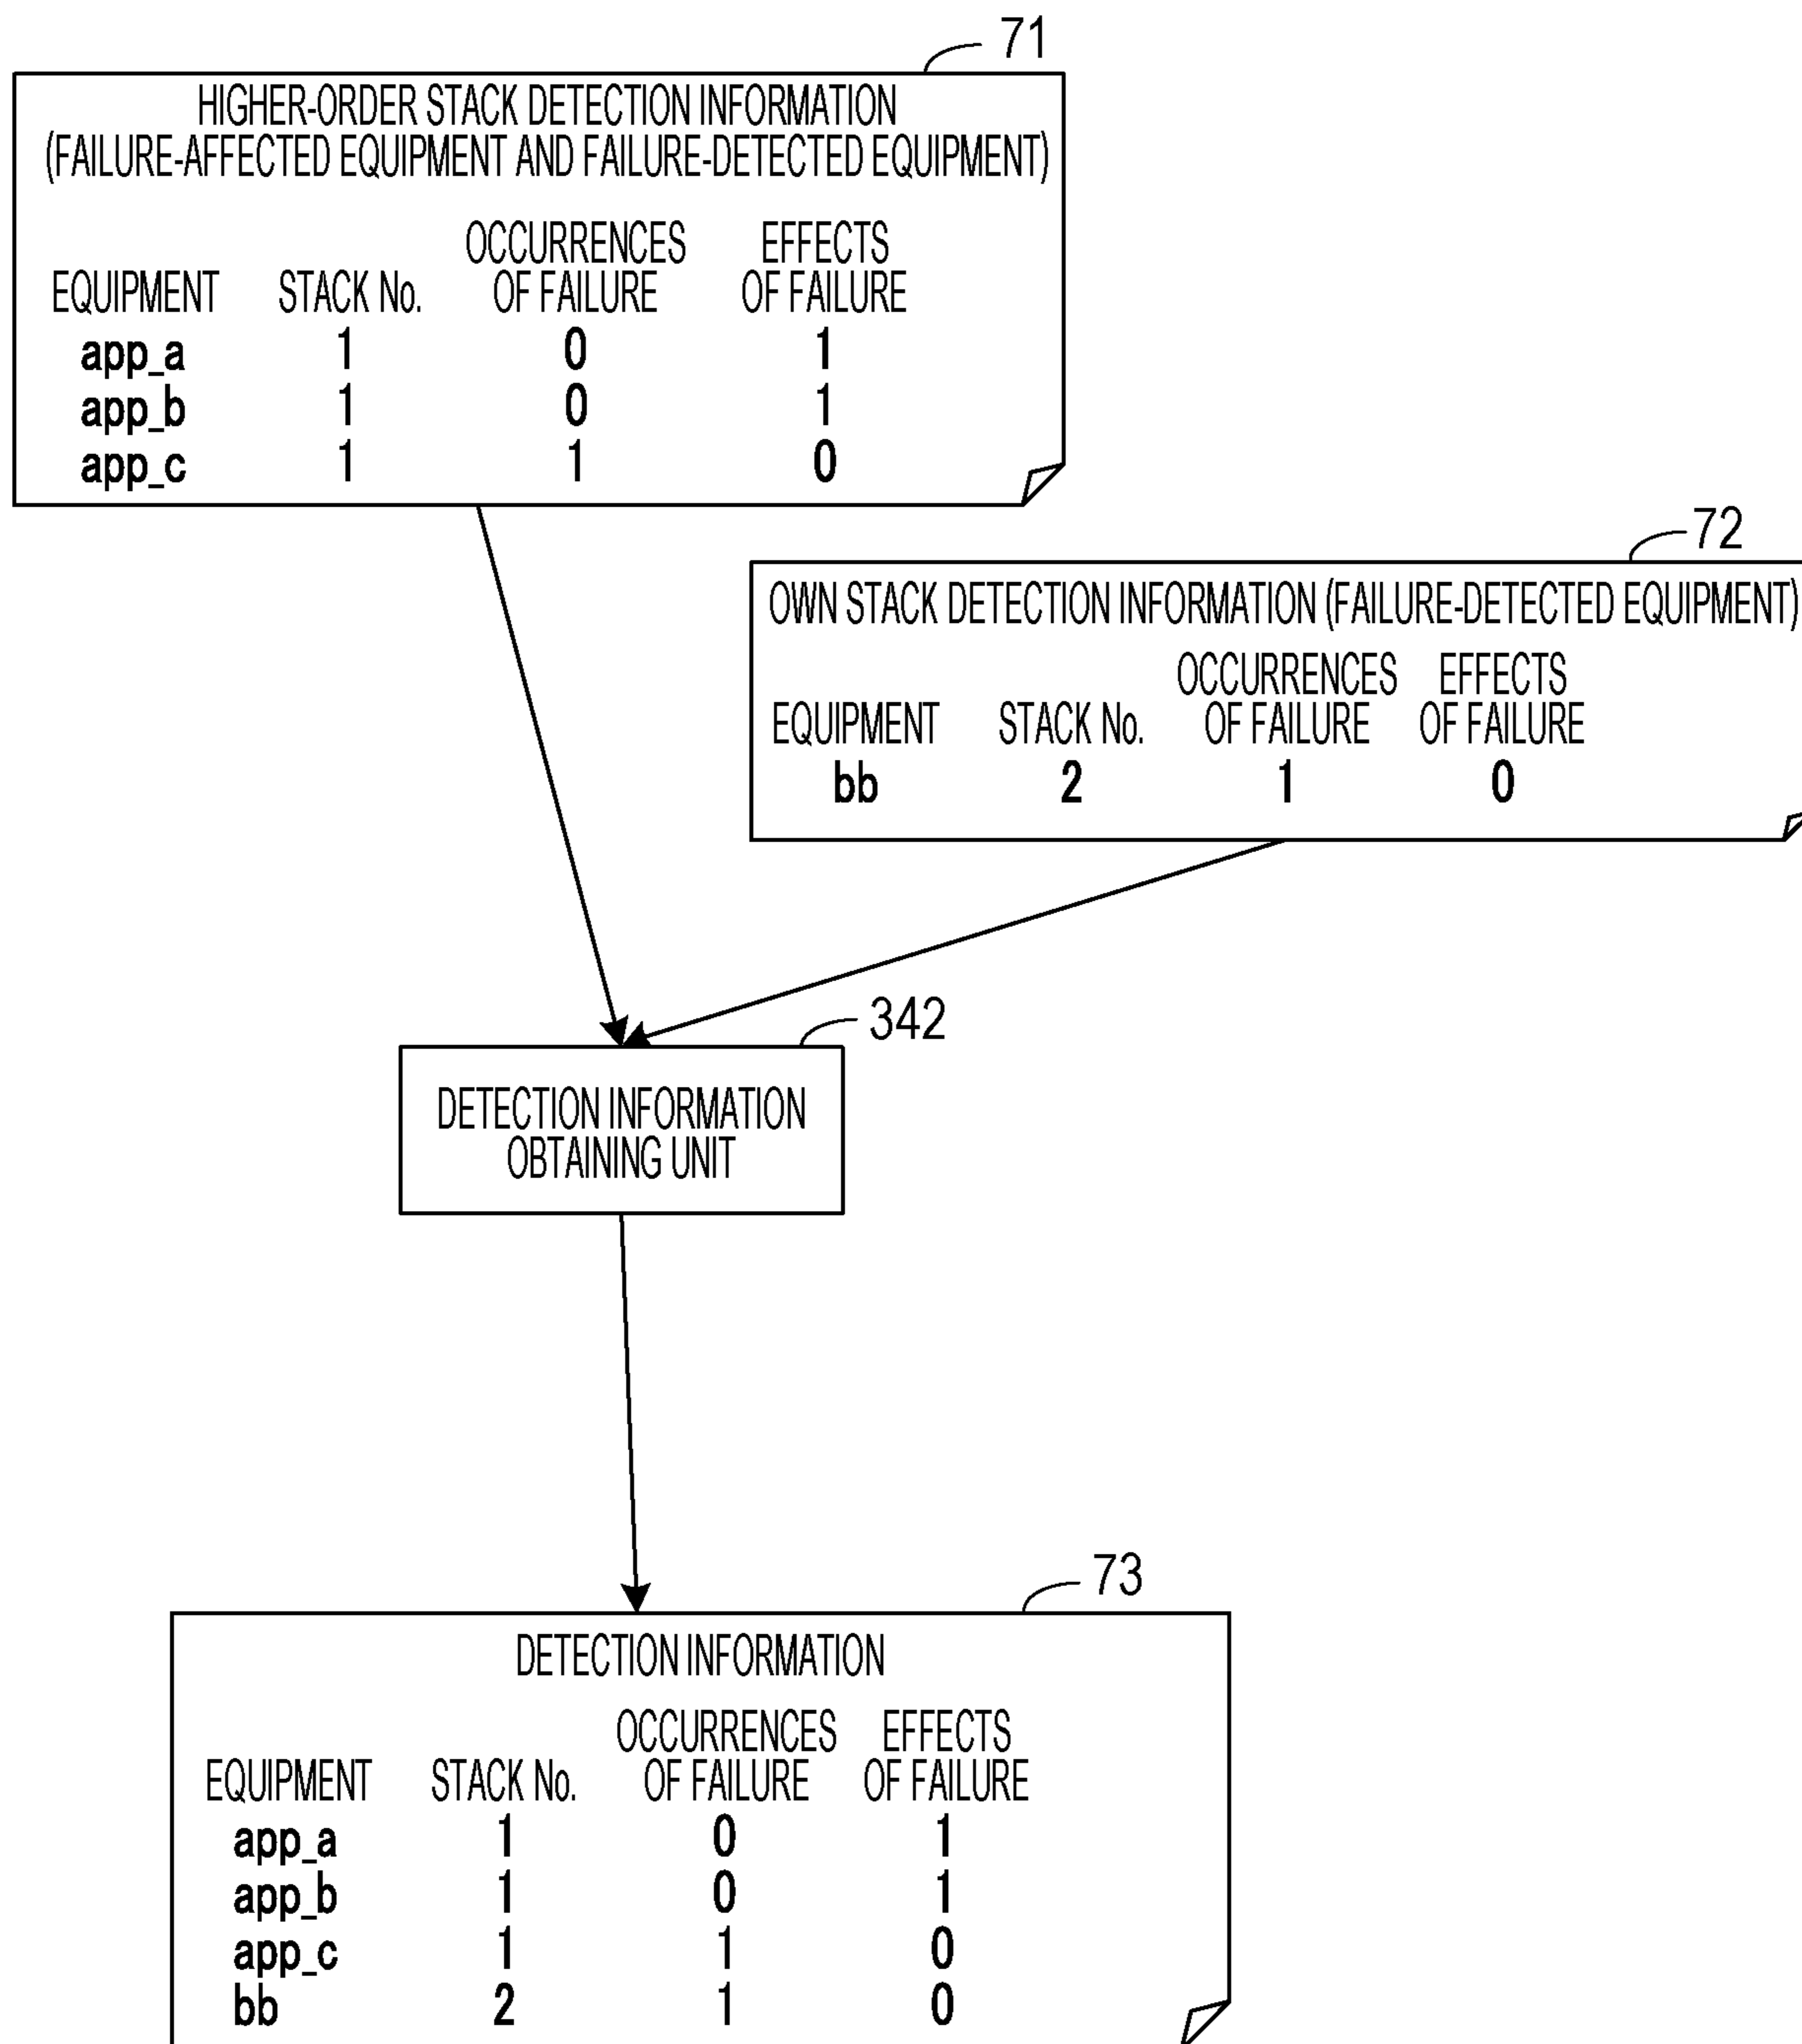 71
HIGHER-ORDER STACK DETECTION INFORMATION
(FAILURE-AFFECTED EQUIPMENT AND FAILURE-DETECTED EQUIPMENT)
OCCURRENCES EFFECTS
EQUIPMENT STACK No. OF FAILURE OF FAILURE
app_a 1 0 1
app_b 1 0 1
app_c 1 1 0
72
OWN STACK DETECTION INFORMATION (FAILURE-DETECTED EQUIPMENT)
OCCURRENCES EFFECTS
EQUIPMENT STACK No. OF FAILURE OF FAILURE
bb 2 1 0
342
DETECTION INFORMATION
OBTAINING UNIT
73
DETECTION INFORMATION
OCCURRENCES EFFECTS
EQUIPMENT STACK No. OF FAILURE OF FAILURE
app_a 1 0 1
app_b 1 0 1
app_c 1 1 0
bb 2 1 0